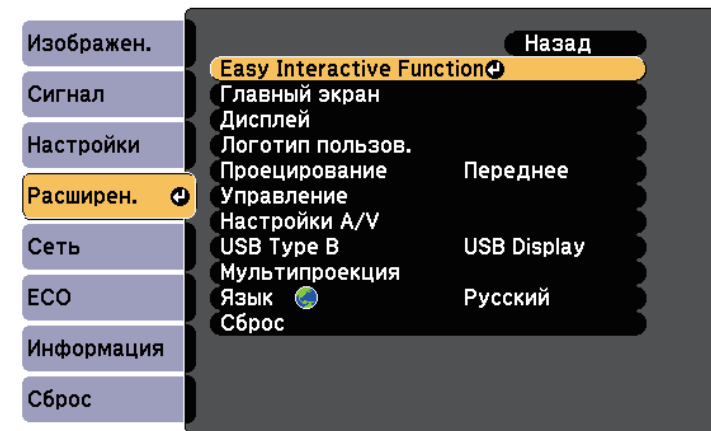 Изображен.
Сигнал
Настройки
Расширен.
Сеть
ECO
Информация
Сброс
Назад
Easy Interactive Function
Главный экран
Дисплей
Логотип пользов.
Проецирование Переднее
Управление
Настройки A/V
USB Type B USB Display
Мультипроекция
Язык Русский
Сброс